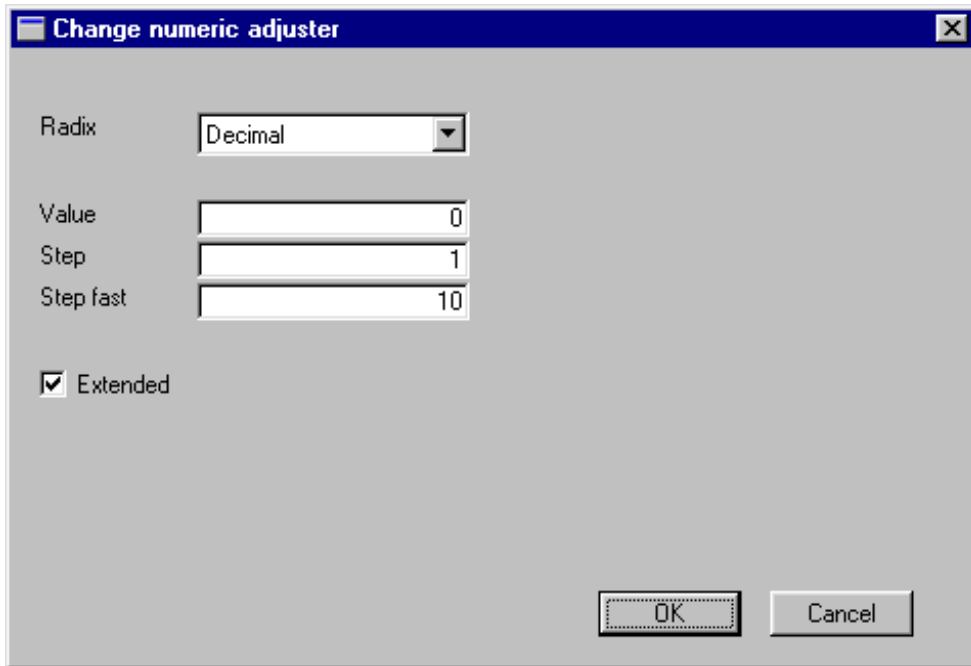 Change numeric adjuster
Radix Decimal
Value 0
Step 1
Step fast 10
Extended
OK Cancel